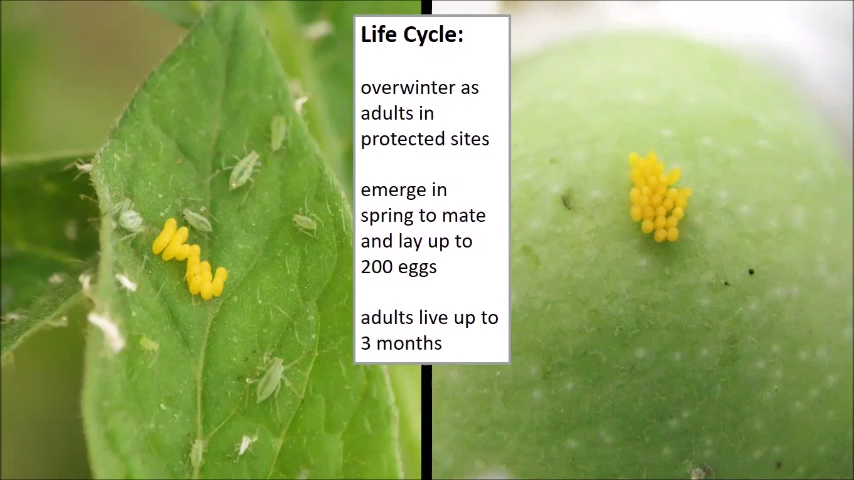 Life Cycle:
overwinter as
adults in
protected sites
emerge in
spring to mate
and lay up to
200 eggs
adults live up to
3 months